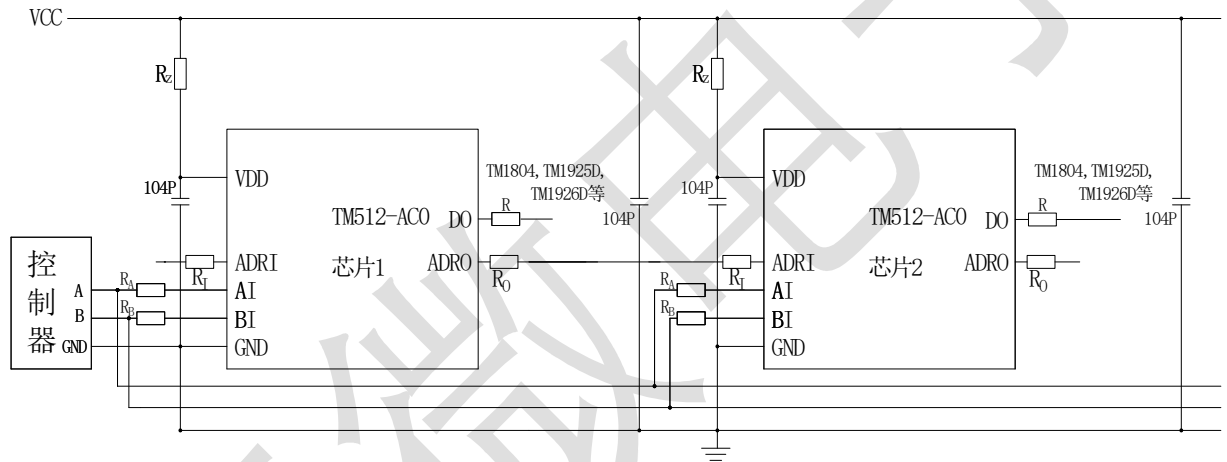 VCC
RZ
104P
VDD
TM512-AC0
芯片1
DO
ADRI
ADRO
AI
BI
GND
RI
RA
RB
R
RO
TM1804, TM1925D,
TM1926D等
104P
控制器
A
B
GND
RZ
104P
VDD
TM512-AC0
芯片2
DO
ADRI
ADRO
AI
BI
GND
RI
RA
RB
R
RO
TM1804, TM1925D,
TM1926D等
104P
微电子